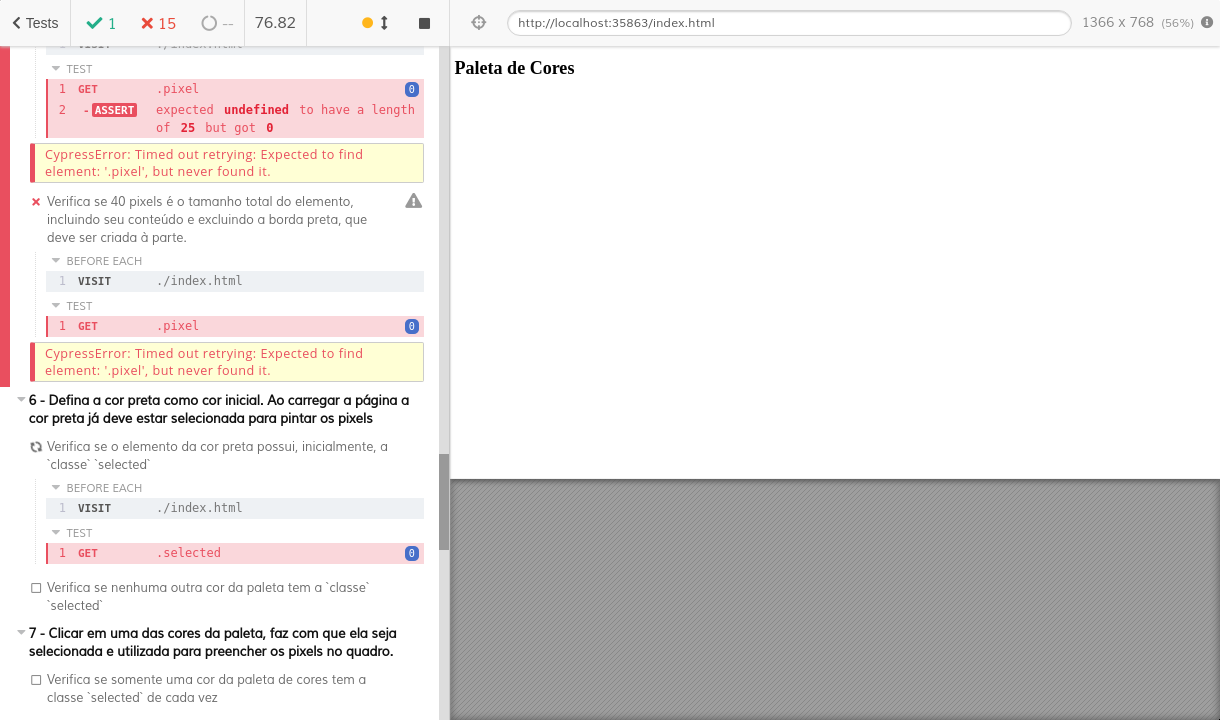 Tests
1
15
--
76.82
http://localhost:35863/index.html
1366 x 768 (56%)
Paleta de Cores
1 VISIT ./index.html
TEST
1 GET .pixel 0
2 - ASSERT expected undefined to have a length
of 25 but got 0
CypressError: Timed out retrying: Expected to find
element: '.pixel', but never found it.
Verifica se 40 pixels é o tamanho total do elemento,
incluindo seu conteúdo e excluindo a borda preta, que
deve ser criada à parte.
BEFORE EACH
1 VISIT ./index.html
TEST
1 GET .pixel 0
CypressError: Timed out retrying: Expected to find
element: '.pixel', but never found it.
6 - Defina a cor preta como cor inicial. Ao carregar a página a
cor preta já deve estar selecionada para pintar os pixels
Verifica se o elemento da cor preta possui, inicialmente, a
`classe` `selected`
BEFORE EACH
1 VISIT ./index.html
TEST
1 GET .selected 0
Verifica se nenhuma outra cor da paleta tem a `classe`
`selected`
7 - Clicar em uma das cores da paleta, faz com que ela seja
selecionada e utilizada para preencher os pixels no quadro.
Verifica se somente uma cor da paleta de cores tem a
classe `selected` de cada vez